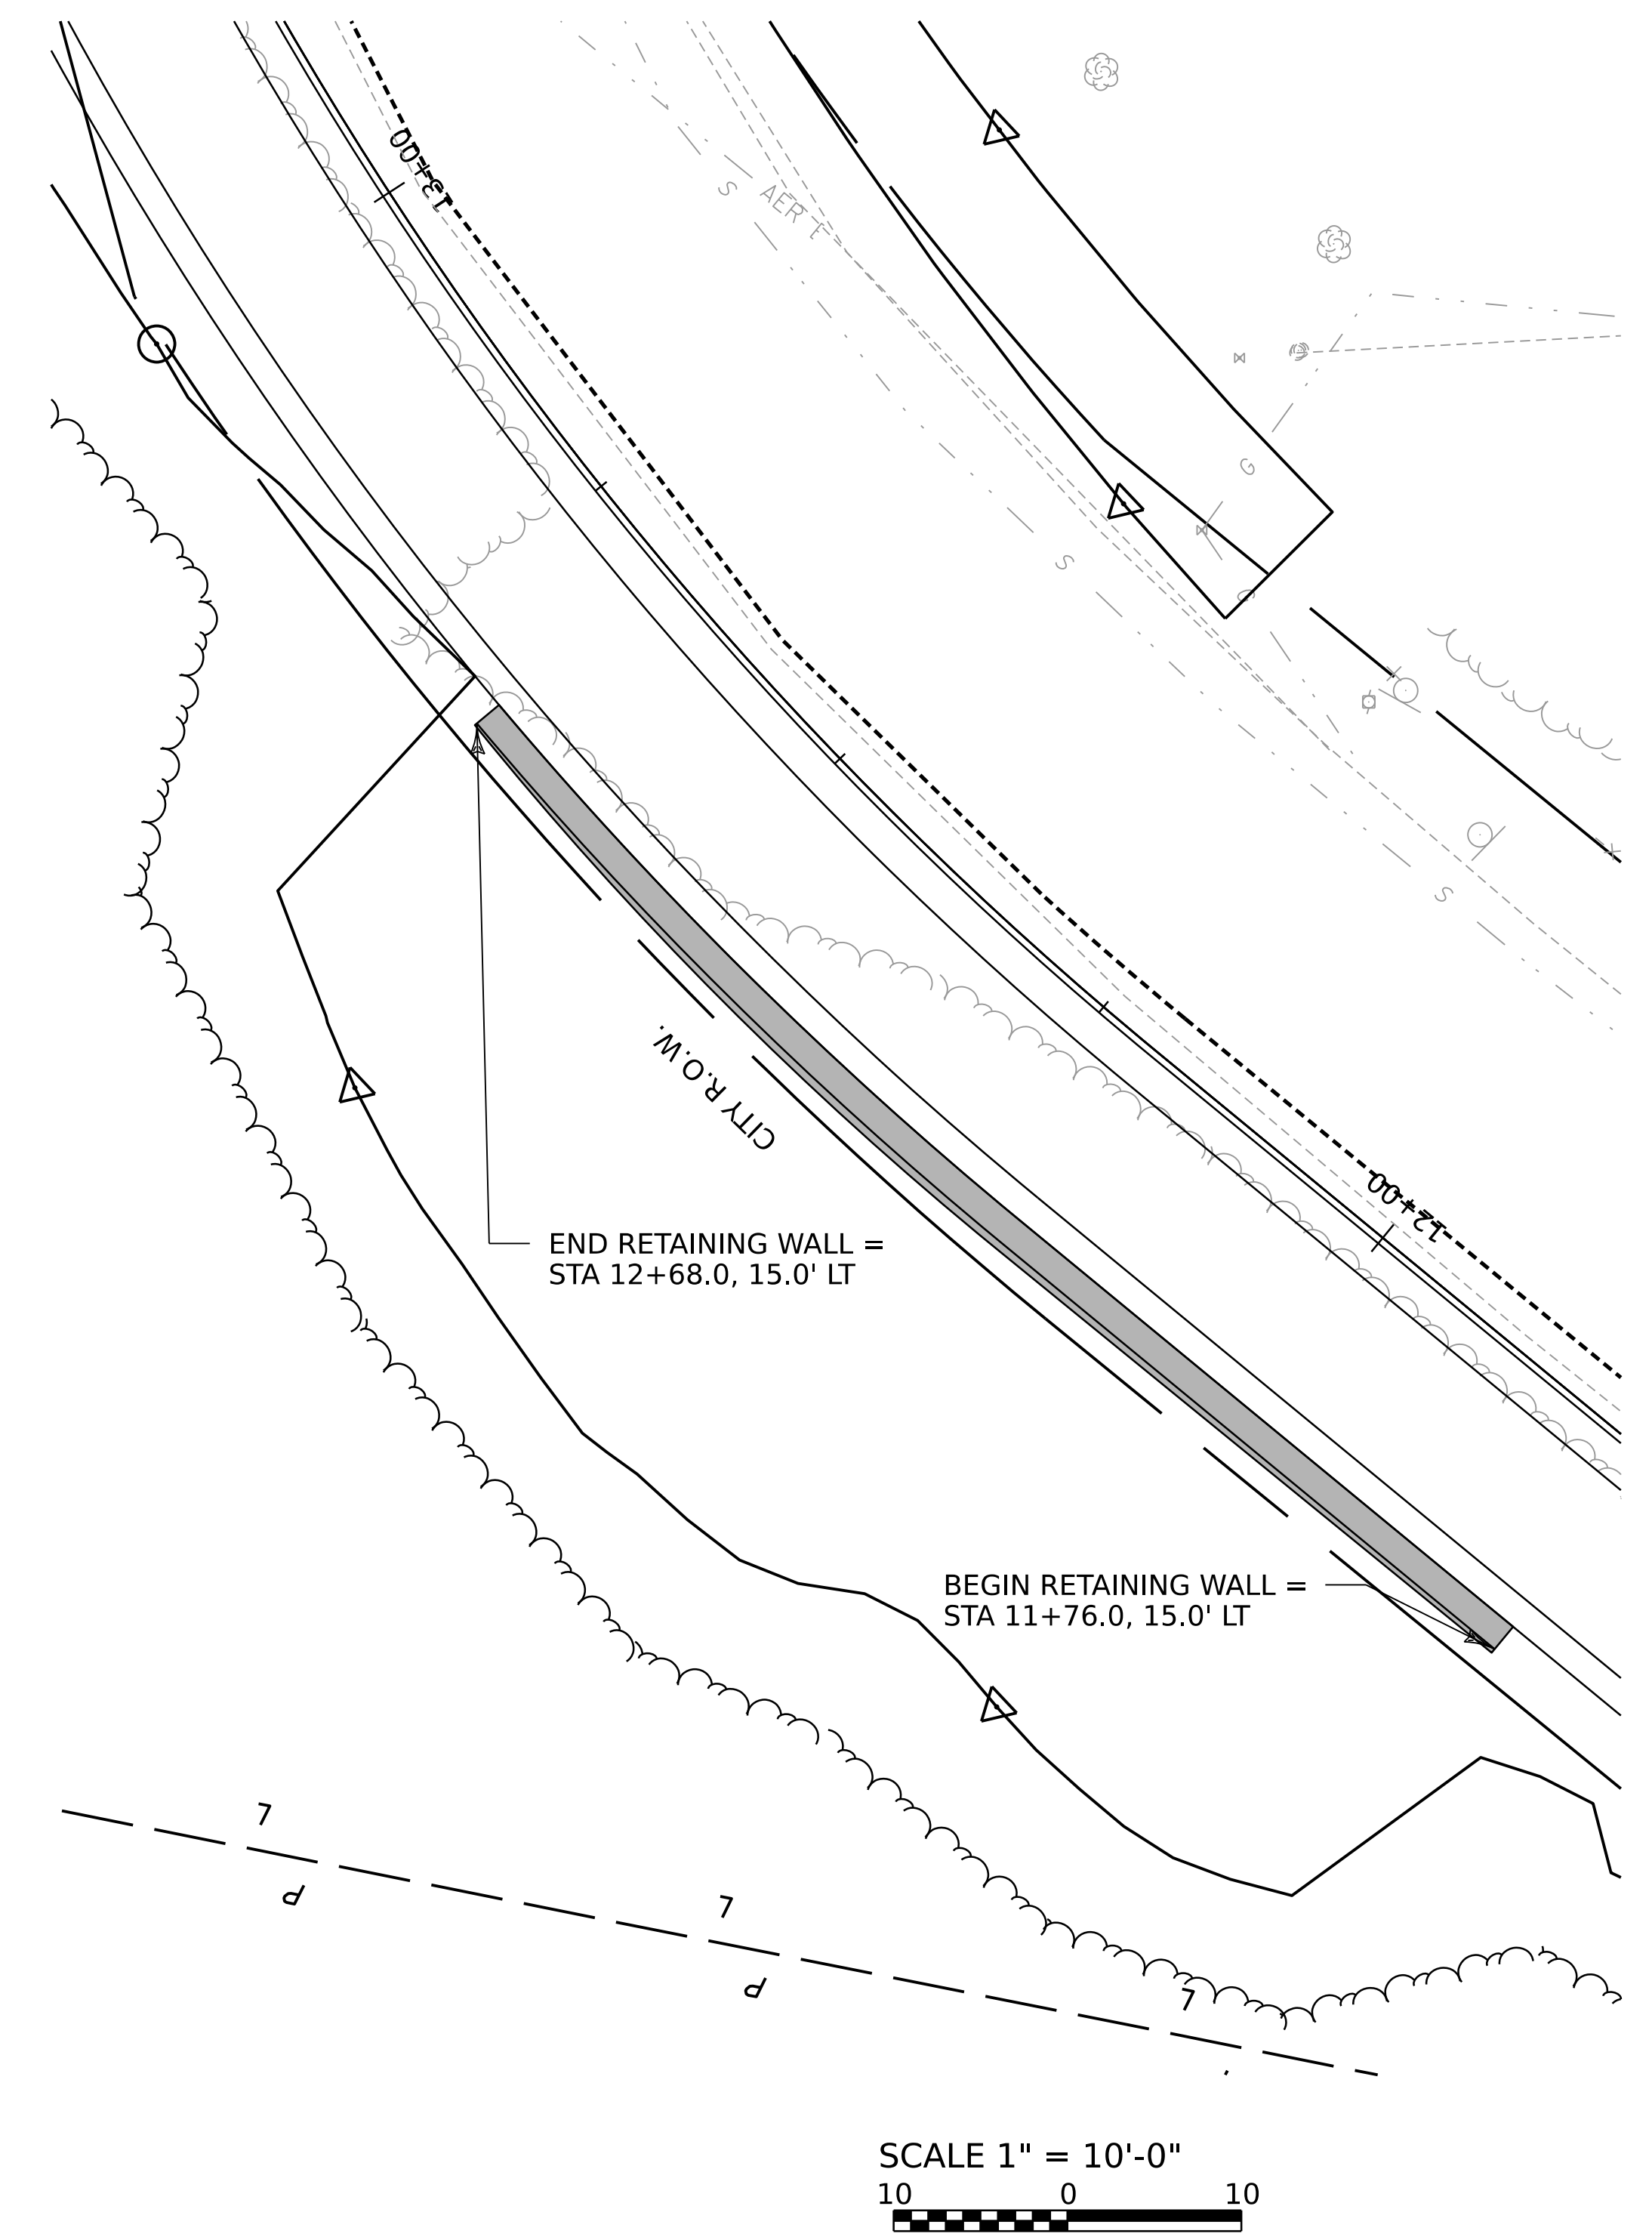 13+00
S
AER
G
S
G
S
CITY R.O.W.
12+00
END RETAINING WALL =
STA 12+68.0, 15.0' LT
BEGIN RETAINING WALL =
STA 11+76.0, 15.0' LT
L
P
L
P
L
SCALE 1" = 10'-0"
10 0 10